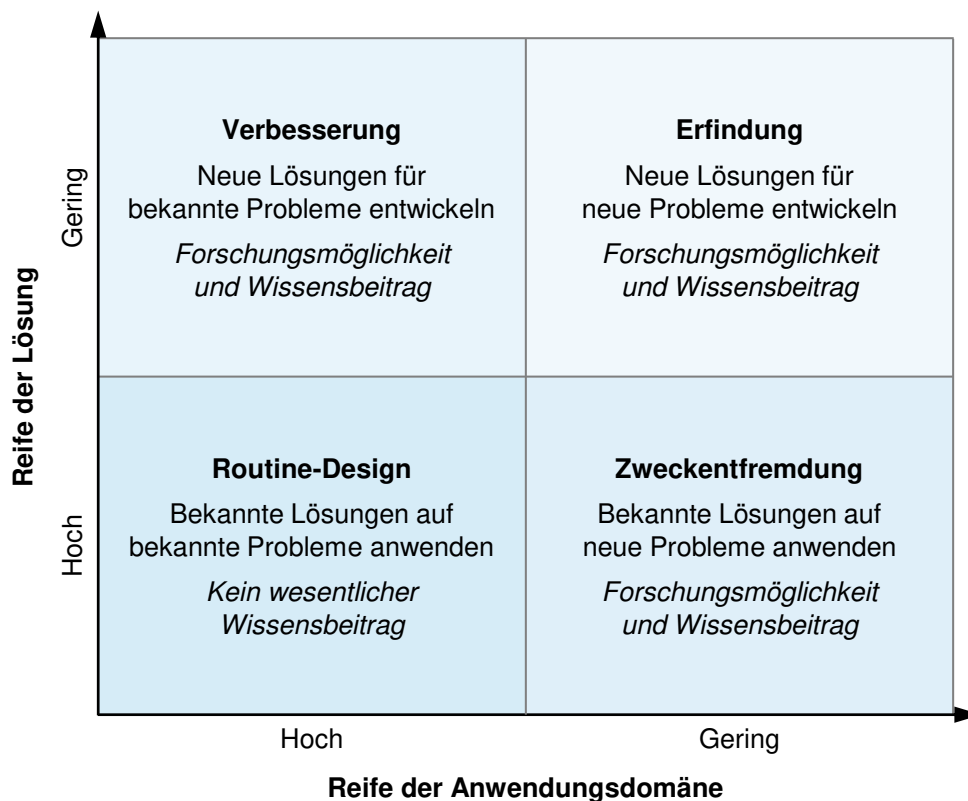 Verbesserung
Neue Lösungen für
bekannte Probleme entwickeln
Forschungsmöglichkeit
und Wissensbeitrag
Erfindung
Neue Lösungen für
neue Probleme entwickeln
Forschungsmöglichkeit
und Wissensbeitrag
Routine-Design
Bekannte Lösungen auf
bekannte Probleme anwenden
Kein wesentlicher
Wissensbeitrag
Zweckentfremdung
Bekannte Lösungen auf
neue Probleme anwenden
Forschungsmöglichkeit
und Wissensbeitrag
Reife der Lösung
Gering
Hoch
Hoch
Gering
Reife der Anwendungsdomäne